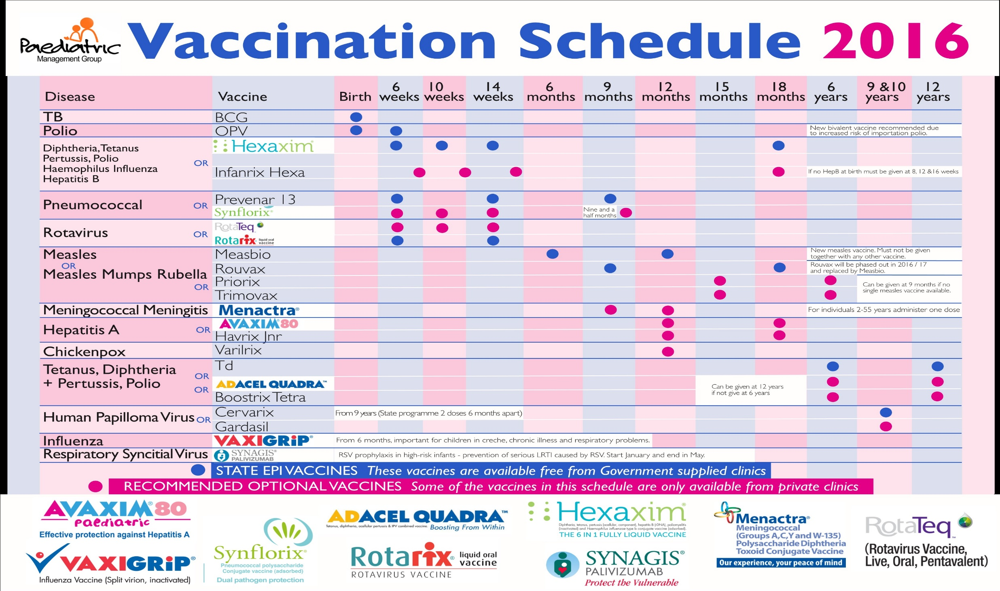 Paediatric
Management Group
Vaccination Schedule 2016
Disease
Vaccine
Birth
6 weeks
10 weeks
14 weeks
6 months
9 months
12 months
15 months
18 months
6 years
9 &10 years
12 years
TB
BCG
Polio
OPV
New bivalent vaccine recommended due
to increased risk of importation polio.
Diphtheria, Tetanus
Pertussis, Polio
Haemophilus Influenza
Hepatitis B
OR
Hexaxim
Infanrix Hexa
If no HepB at birth must be given at 8, 12 &16 weeks
Pneumococcal
OR
Prevenar 13
Synflorix®
Nine and a
half months
Rotavirus
OR
RotaTeq™
Rotarix® liquid oral
vaccine
Measles
OR
Measles Mumps Rubella
OR
Measbio
New measles vaccine. Must not be given
together with any other vaccine.
Rouvax
Rouvax will be phased out in 2016 / 17
and replaced by Measbio.
Priorix
Trimovax
Can be given at 9 months if no
single measles vaccine available.
Meningococcal Meningitis
Menactra®
For individuals 2-55 years administer one dose
Hepatitis A
OR
AVAXIM®80
Havrix Jnr
Chickenpox
Varilrix
Tetanus, Diphtheria
+ Pertussis, Polio
OR
OR
Td
ADACEL QUADRA™
Boostrix Tetra
Can be given at 12 years
if not give at 6 years
Human Papilloma Virus
OR
Cervarix
From 9 years (State programme 2 doses 6 months apart)
Gardasil
Influenza
VAXIGRIP®
From 6 months, important for children in creche, chronic illness and respiratory problems.
Respiratory Syncitial Virus
SYNAGIS®
PALIVIZUMAB
RSV prophylaxis in high-risk infants - prevention of serious LRTI caused by RSV. Start January and end in May.
STATE EPI VACCINES These vaccines are available free from Government supplied clinics
RECOMMENDED OPTIONAL VACCINES Some of the vaccines in this schedule are only available from private clinics
AVAXIM®80
paediatric
Effective protection against Hepatitis A
VAXIGRIP®
Influenza Vaccine (Split virion, inactivated)
Synflorix®
Pneumococcal polysaccharide
Conjugate vaccine (adsorbed)
Dual pathogen protection
ADACEL QUADRA™
Tetanus, diphtheria, acellular pertussis & IPV combined vaccine. Boosting From Within
Rotarix® liquid oral
vaccine
ROTAVIRUS VACCINE
Hexaxim®
Diphtheria, tetanus, pertussis (acellular, component), hepatitis B (rDNA), poliomyelitis
(inactivated) and Haemophilus influenzae type b conjugate vaccine (adsorbed).
THE 6 IN 1 FULLY LIQUID VACCINE
SYNAGIS®
PALIVIZUMAB
Protect the Vulnerable
Menactra®
Meningococcal
(Groups A,C,Y and W-135)
Polysaccharide Diphtheria
Toxoid Conjugate Vaccine
Our experience, your peace of mind
RotaTeq™
(Rotavirus Vaccine,
Live, Oral, Pentavalent)